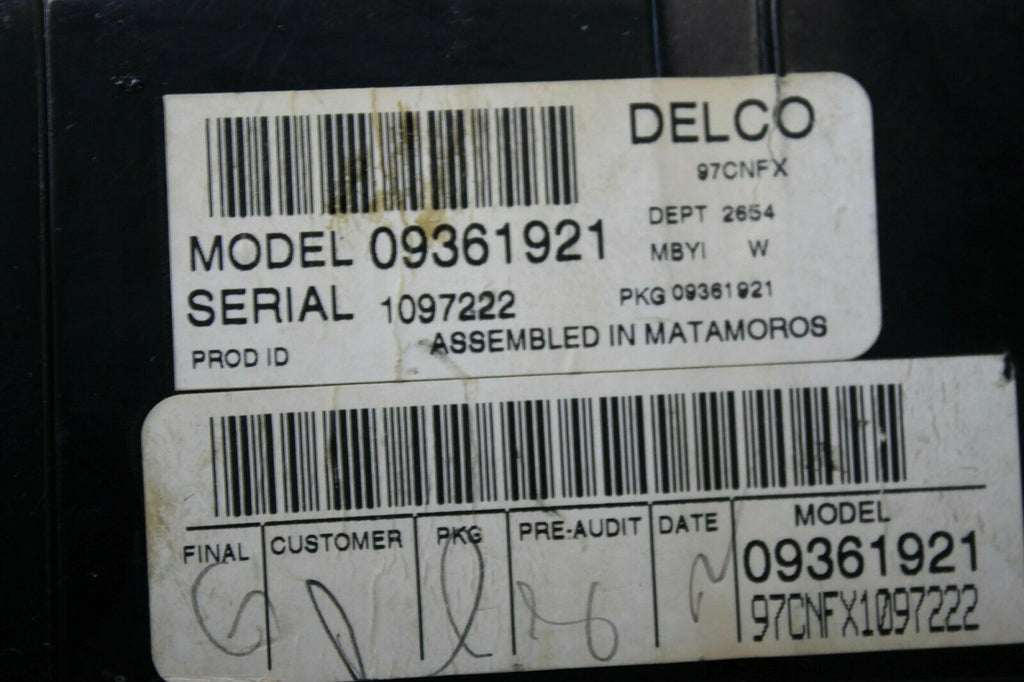 DELCO
97CNFX
DEPT 2654
MBYI W
MODEL 09361921
SERIAL 1097222
PKG 09361921
PROD ID
ASSEMBLED IN MATAMOROS
FINAL CUSTOMER PKG PRE-AUDIT DATE MODEL
09361921
97CNFX1097222